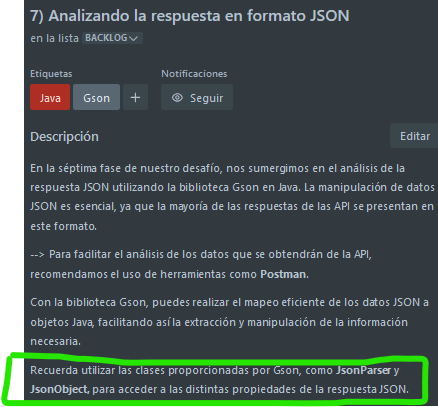 7) Analizando la respuesta en formato JSON
en la lista BACKLOG
Etiquetas
Notificaciones
Java
Gson
+
Seguir
Descripción
Editar
En la séptima fase de nuestro desafío, nos sumergimos en el análisis de la
respuesta JSON utilizando la biblioteca Gson en Java. La manipulación de datos
JSON es esencial, ya que la mayoría de las respuestas de las API se presentan en
este formato.
--> Para facilitar el análisis de los datos que se obtendrán de la API,
recomendamos el uso de herramientas como Postman.
Con la biblioteca Gson, puedes realizar el mapeo eficiente de los datos JSON a
objetos Java, facilitando así la extracción y manipulación de la información
necesaria.
Recuerda utilizar las clases proporcionadas por Gson, como JsonParser y
JsonObject, para acceder a las distintas propiedades de la respuesta JSON.